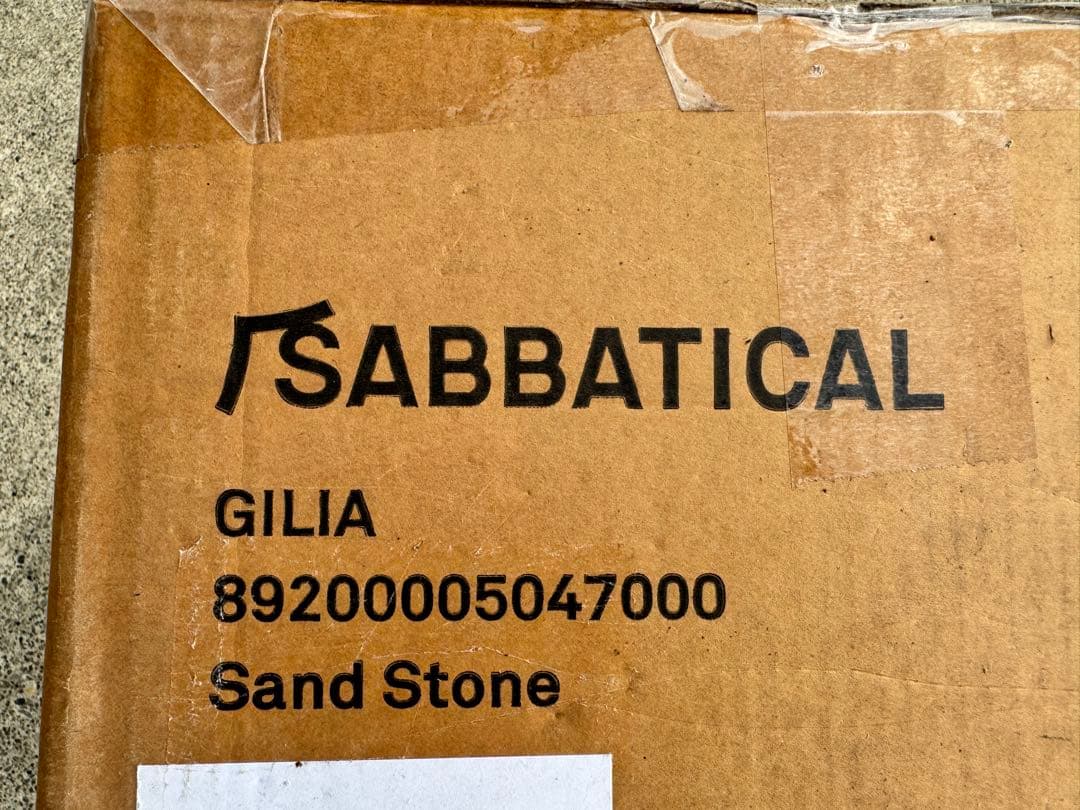 SABBATICAL
GILIA
89200005047000
Sand Stone